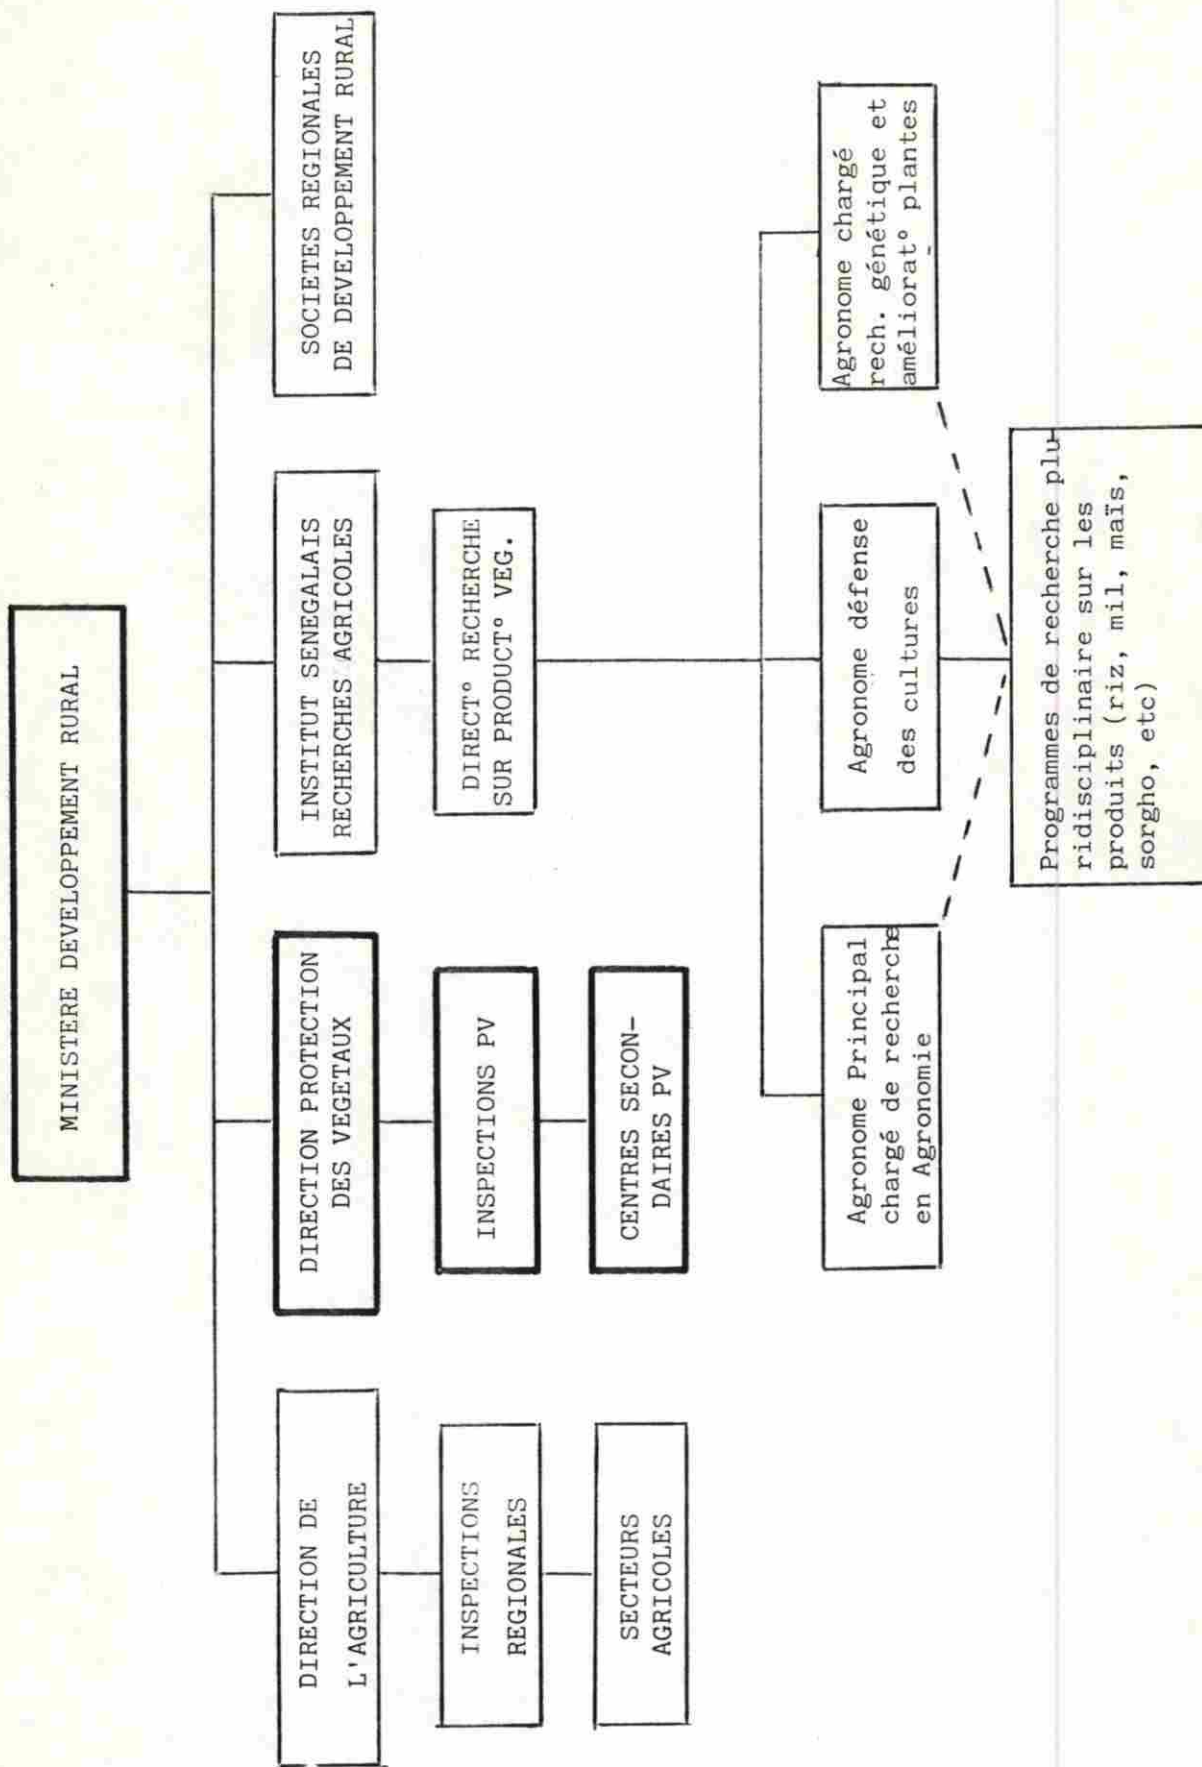 MINISTERE DEVELOPPEMENT RURAL
DIRECTION DE
L'AGRICULTURE
DIRECTION PROTECTION
DES VEGETAUX
INSTITUT SENEGALAIS
RECHERCHES AGRICOLES
SOCIETES REGIONALES
DE DEVELOPPEMENT RURAL
INSPECTIONS
REGIONALES
INSPECTIONS PV
DIRECT° RECHERCHE
SUR PRODUCT° VEG.
SECTEURS
AGRICOLES
CENTRES SECON-
DAIRES PV
Agronome Principal
chargé de recherche
en Agronomie
Agronome défense
des cultures
Agronome chargé
rech. génétique et
améliorat° plantes
Programmes de recherche plu-
ridisciplinaire sur les
produits (riz, mil, maïs,
sorgho, etc)